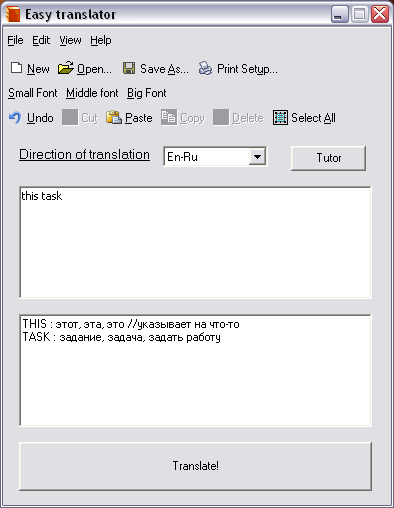 Easy translator
File Edit View Help
New Open... Save As... Print Setup...
Small Font Middle font Big Font
Undo Cut Paste Copy Delete Select All
Direction of translation En-Ru Tutor
this task
THIS : этот, эта, это //указывает на что-то
TASK : задание, задача, задать работу
Translate!